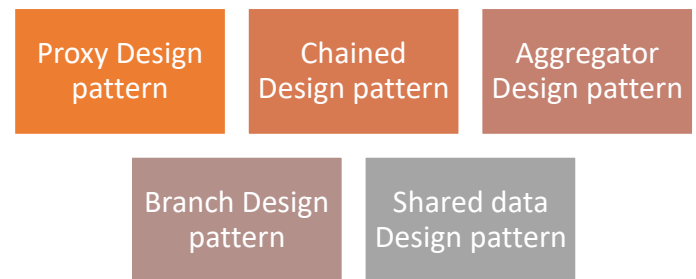 Proxy Design
pattern
Chained
Design pattern
Aggregator
Design pattern
Branch Design
pattern
Shared data
Design pattern